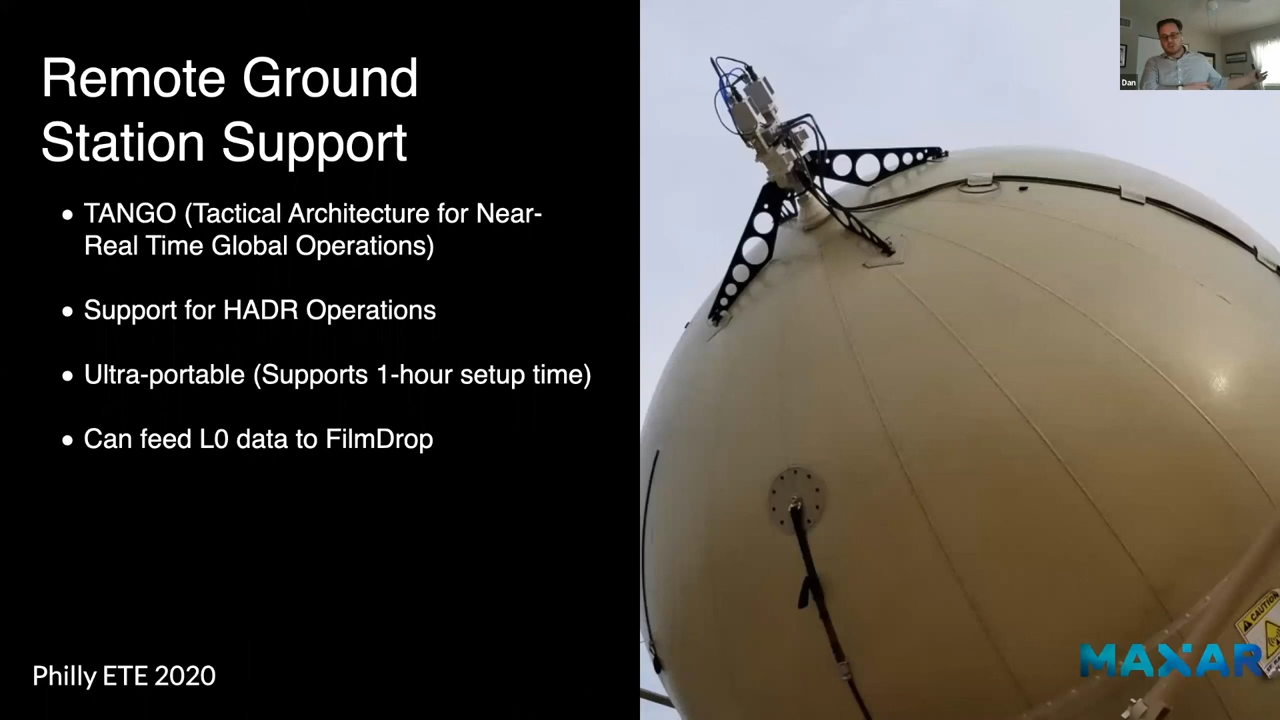 Remote Ground
Station Support
• TANGO (Tactical Architecture for Near-
Real Time Global Operations)
• Support for HADR Operations
• Ultra-portable (Supports 1-hour setup time)
• Can feed L0 data to FilmDrop
Philly ETE 2020
Dan
CAUTION
MAXAR